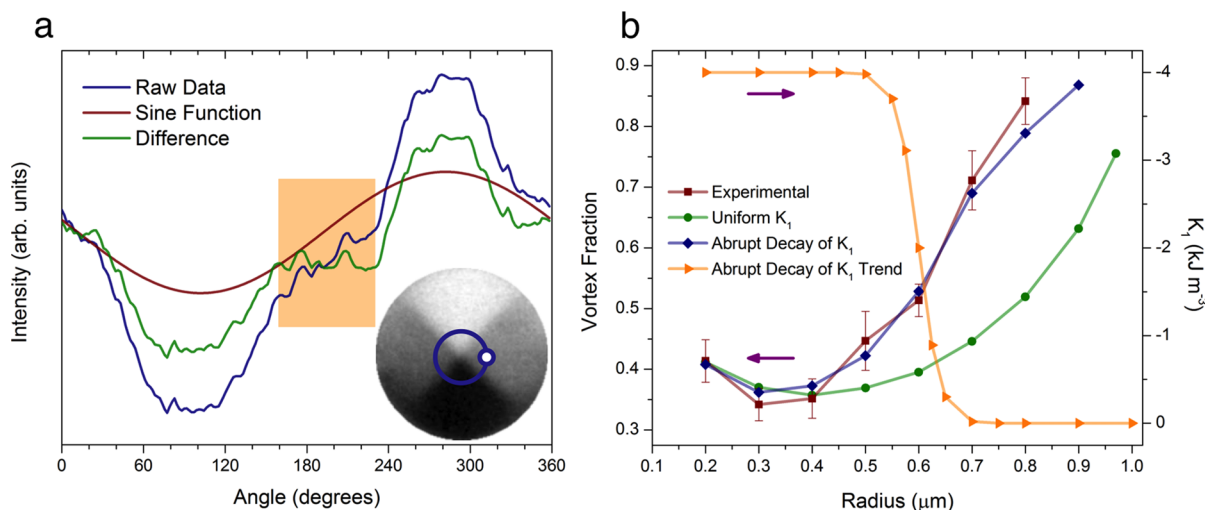 a
Raw Data
Sine Function
Difference
Intensity (arb. units)
0 60 120 180 240 300 360
Angle (degrees)
b
0.9
0.8
0.7
0.6
0.5
0.4
0.3
Vortex Fraction
Experimental
Uniform K₁
Abrupt Decay of K₁
Abrupt Decay of K₁ Trend
-4
-3
-2
-1
0
K₁ (kJ m⁻³)
0.1 0.2 0.3 0.4 0.5 0.6 0.7 0.8 0.9 1.0
Radius (μm)